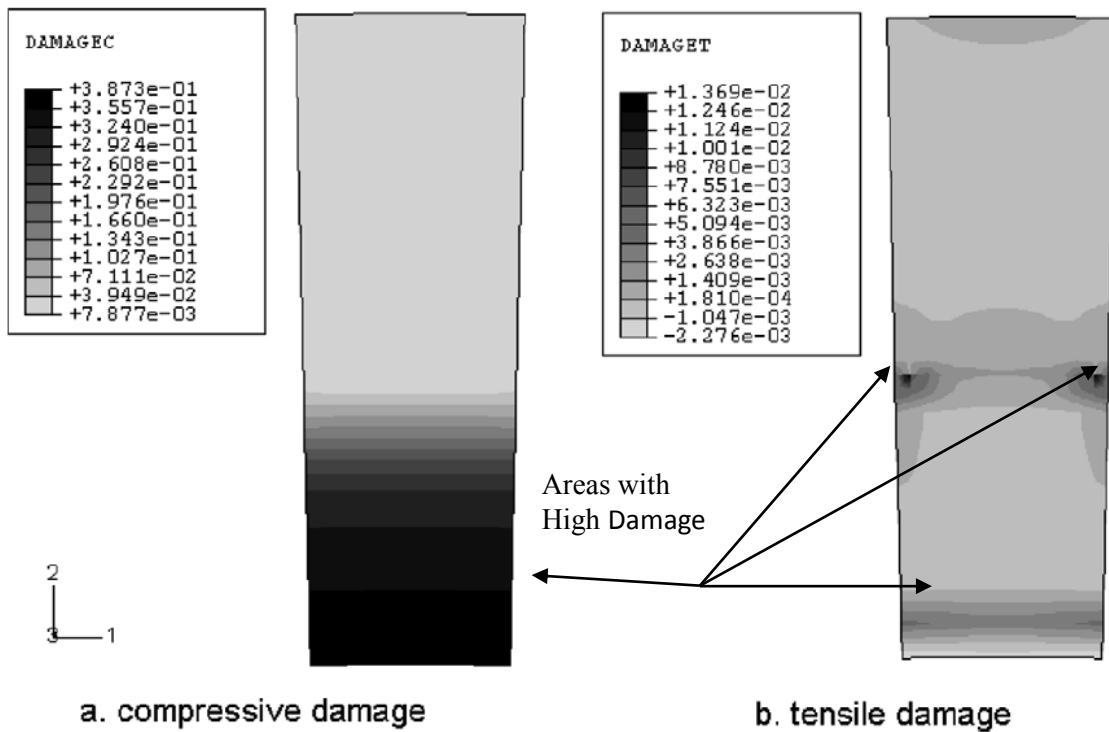 DAMAGEC
+3.873e-01
+3.557e-01
+3.240e-01
+2.924e-01
+2.608e-01
+2.292e-01
+1.976e-01
+1.660e-01
+1.343e-01
+1.027e-01
+7.111e-02
+3.949e-02
+7.877e-03
DAMAGET
+1.369e-02
+1.246e-02
+1.124e-02
+1.001e-02
+8.780e-03
+7.551e-03
+6.323e-03
+5.094e-03
+3.866e-03
+2.638e-03
+1.409e-03
+1.810e-04
-1.047e-03
-2.276e-03
Areas with
High Damage
2
3 1
a. compressive damage
b. tensile damage